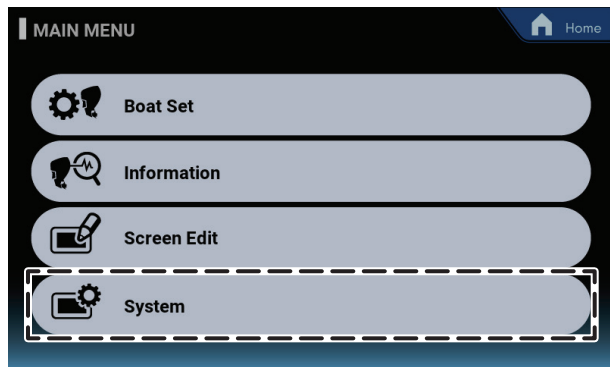 MAIN MENU
Home
Boat Set
Information
Screen Edit
System